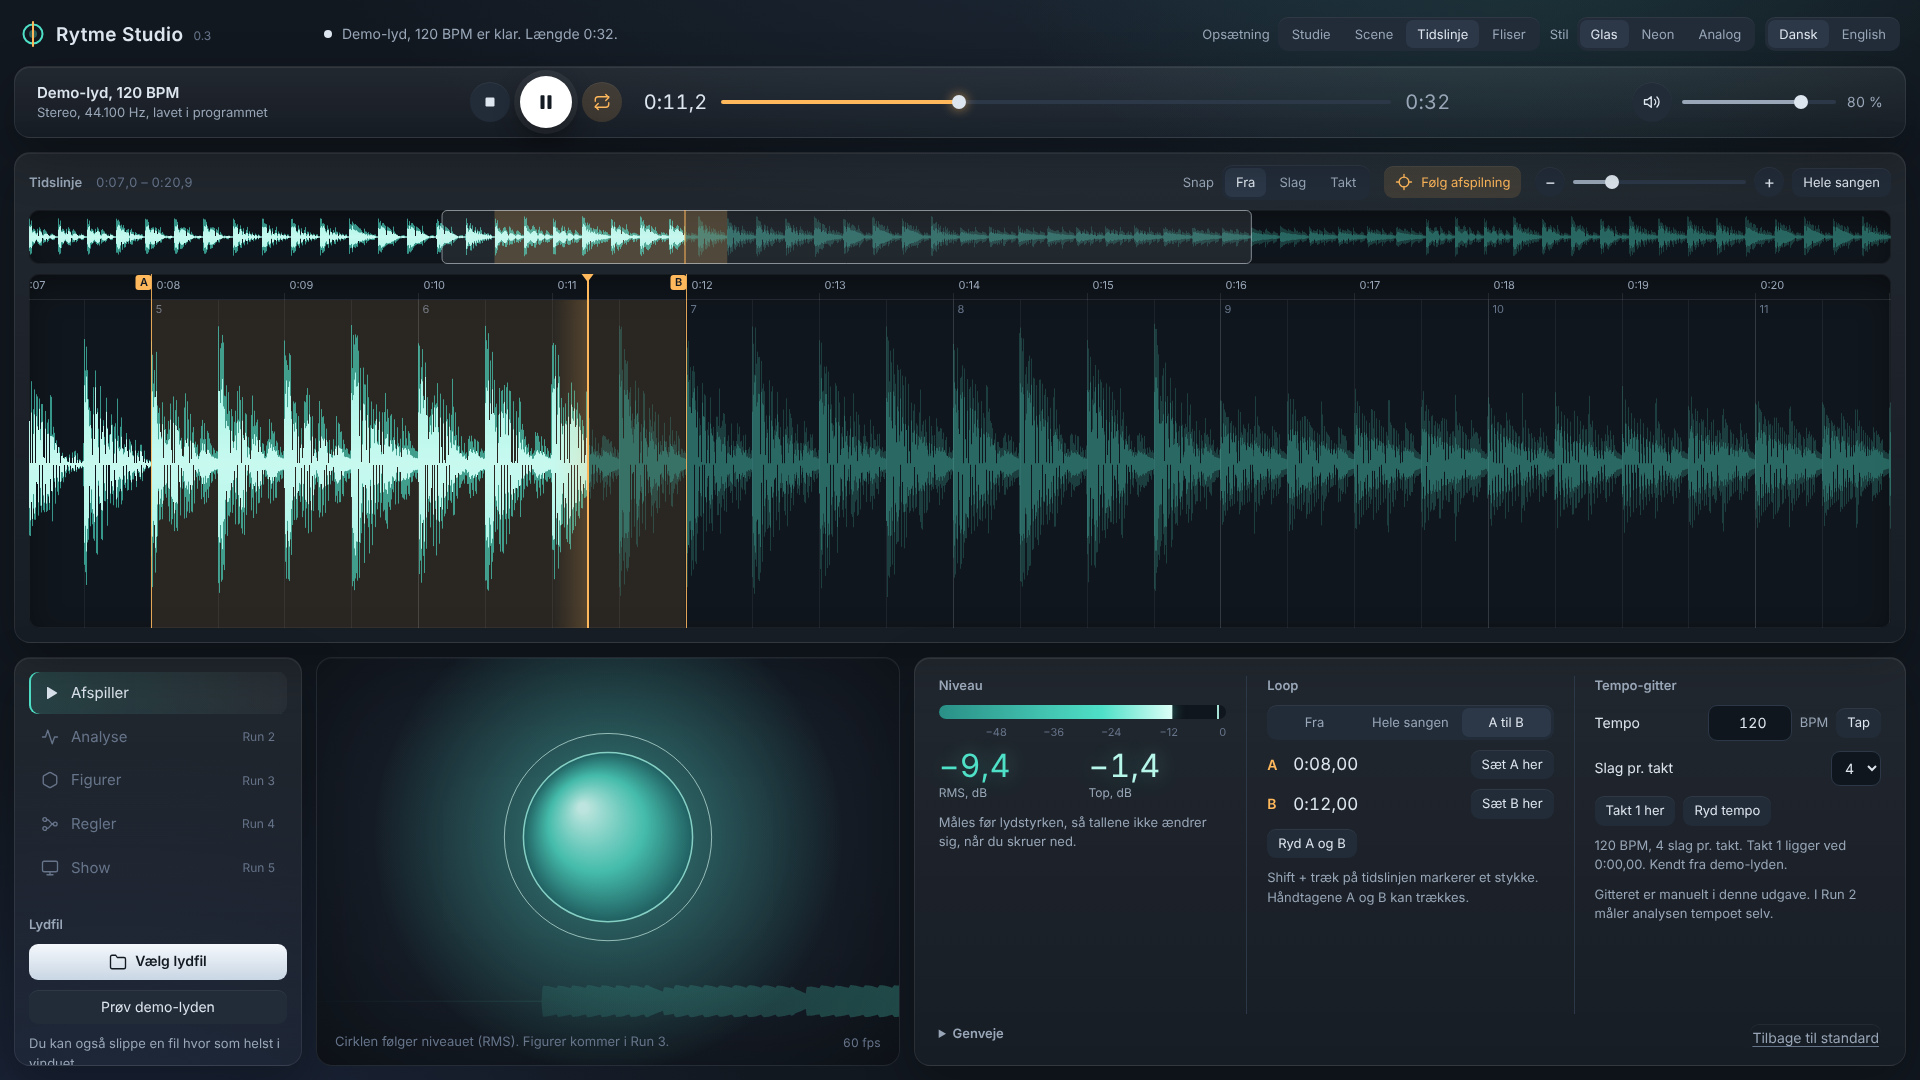 Rytme Studio 0.3
Demo-lyd, 120 BPM er klar. Længde 0:32.
Opsætning Studie Scene Tidslinje Fliser Stil Glas Neon Analog Dansk English
Demo-lyd, 120 BPM
Stereo, 44.100 Hz, lavet i programmet
0:11,2 0:32 80 %
Tidslinje 0:07,0 – 0:20,9 Snap Fra Slag Takt Følg afspilning − + Hele sangen
:07 A 0:08 0:09 0:10 0:11 B 0:12 0:13 0:14 0:15 0:16 0:17 0:18 0:19 0:20
5 6 7 8 9 10 11
Afspiller
Analyse Run 2
Figurer Run 3
Regler Run 4
Show Run 5
Lydfil
Vælg lydfil
Prøv demo-lyden
Du kan også slippe en fil hvor som helst i
vinduet
Cirklen følger niveauet (RMS). Figurer kommer i Run 3. 60 fps
Niveau
−48 −36 −24 −12 0
−9,4 −1,4
RMS, dB Top, dB
Måles før lydstyrken, så tallene ikke ændrer
sig, når du skruer ned.
Genveje
Loop
Fra Hele sangen A til B
A 0:08,00 Sæt A her
B 0:12,00 Sæt B her
Ryd A og B
Shift + træk på tidslinjen markerer et stykke.
Håndtagene A og B kan trækkes.
Tempo-gitter
Tempo 120 BPM Tap
Slag pr. takt 4
Takt 1 her Ryd tempo
120 BPM, 4 slag pr. takt. Takt 1 ligger ved
0:00,00. Kendt fra demo-lyden.
Gitteret er manuelt i denne udgave. I Run 2
måler analysen tempoet selv.
Tilbage til standard